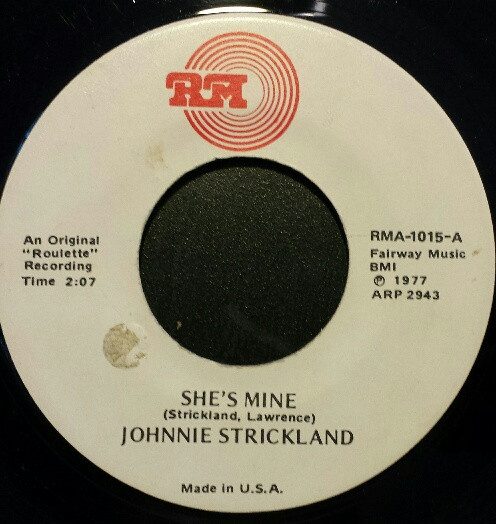 RM
An Original
"Roulette"
Recording
Time 2:07
RMA-1015-A
Fairway Music
BMI
℗ 1977
ARP 2943
SHE'S MINE
(Strickland, Lawrence)
JOHNNIE STRICKLAND
Made in U.S.A.